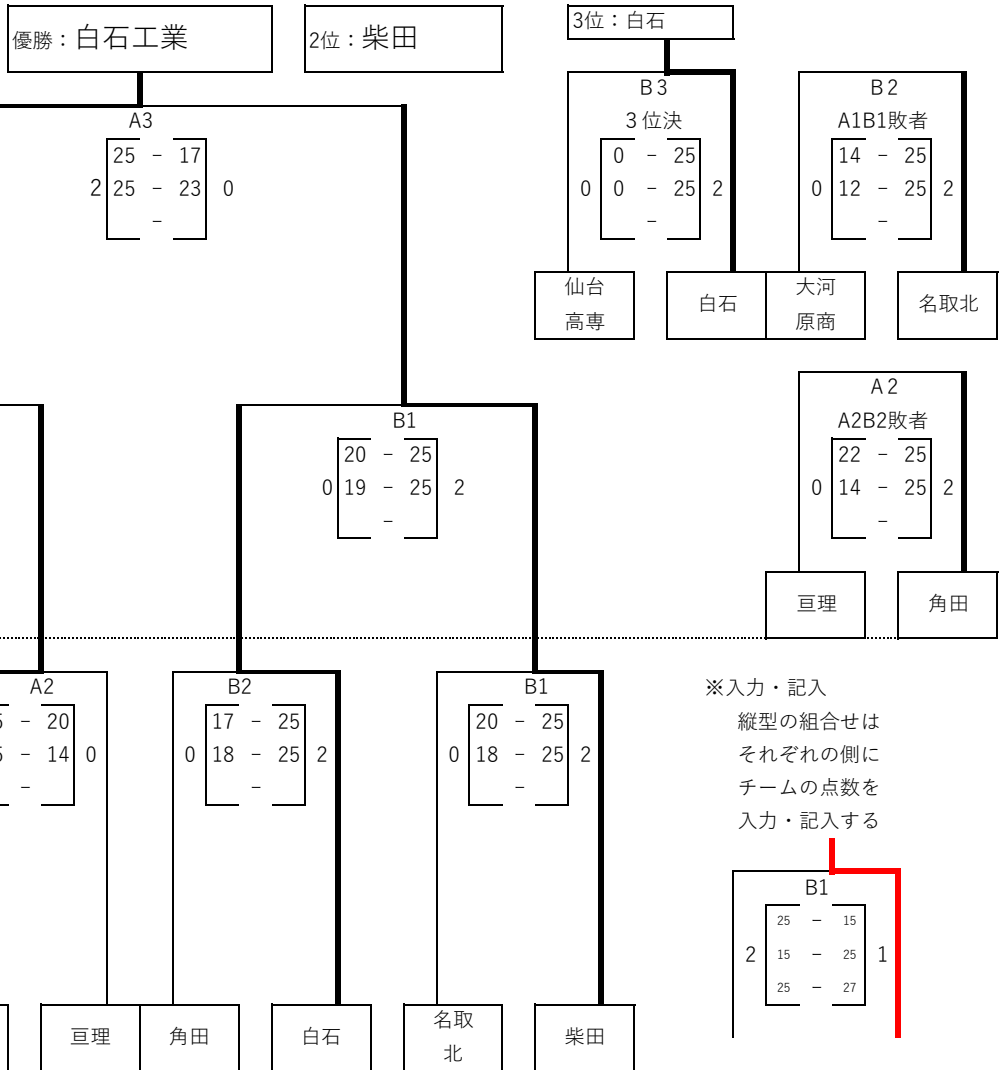 優勝：白石工業
2位：柴田
3位：白石
A3
25 － 17
2 25 － 23 0
－
B3
３位決
0 － 25
0 0 － 25 2
－
仙台
高専
白石
B2
A1B1敗者
14 － 25
0 12 － 25 2
－
大河
原商
名取北
B1
20 － 25
0 19 － 25 2
－
A2
A2B2敗者
22 － 25
0 14 － 25 2
－
亘理
角田
A2
－ 20
－ 14 0
－
亘理
B2
17 － 25
0 18 － 25 2
－
角田
白石
B1
20 － 25
0 18 － 25 2
－
名取
北
柴田
※入力・記入
縦型の組合せは
それぞれの側に
チームの点数を
入力・記入する
B1
25 － 15
2 15 － 25 1
25 － 27